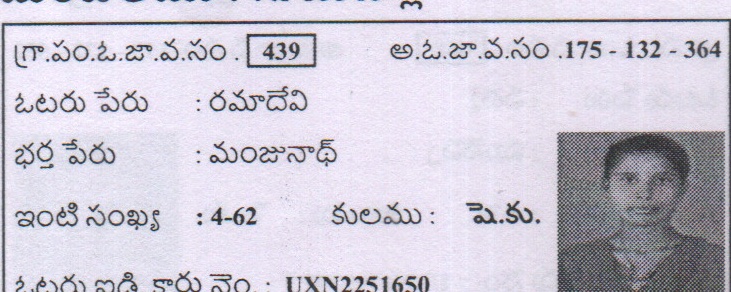 గ్రా.పం.ఓ.జా.వ.సం. 439 అ.ఓ.జా.వ.సం.175 - 132 - 364
ఓటరు పేరు : రమాదేవి
భర్త పేరు : మంజునాథ్
ఇంటి సంఖ్య : 4-62 కులము : షె.కు.
ఓటరు ఐడి కార్డు నెం. : UXN2251650